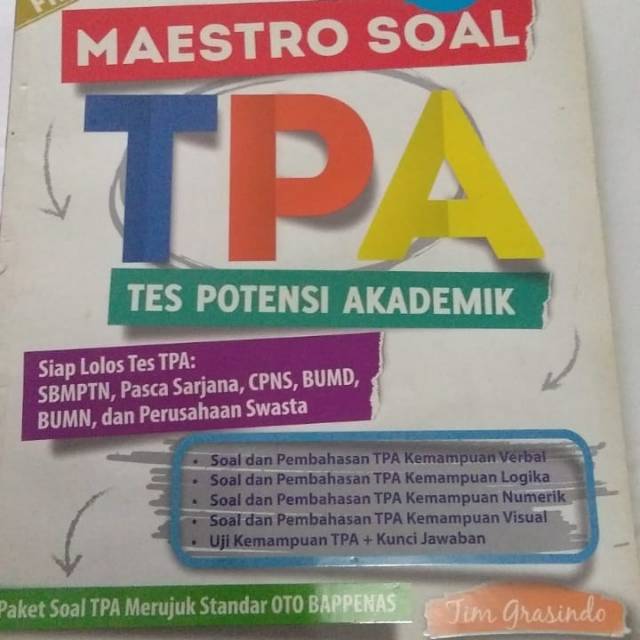 MAESTRO SOAL
TPA
TES POTENSI AKADEMIK
Siap Lolos Tes TPA:
SBMPTN, Pasca Sarjana, CPNS, BUMD,
BUMN, dan Perusahaan Swasta
• Soal dan Pembahasan TPA Kemampuan Verbal
• Soal dan Pembahasan TPA Kemampuan Logika
• Soal dan Pembahasan TPA Kemampuan Numerik
• Soal dan Pembahasan TPA Kemampuan Visual
• Uji Kemampuan TPA + Kunci Jawaban
Paket Soal TPA Merujuk Standar OTO BAPPENAS
Tim Grasindo